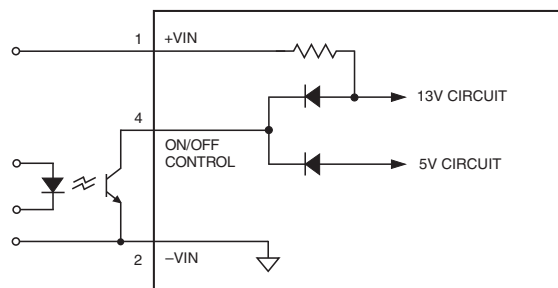 1
+VIN
13V CIRCUIT
4
ON/OFF
CONTROL
5V CIRCUIT
2
–VIN